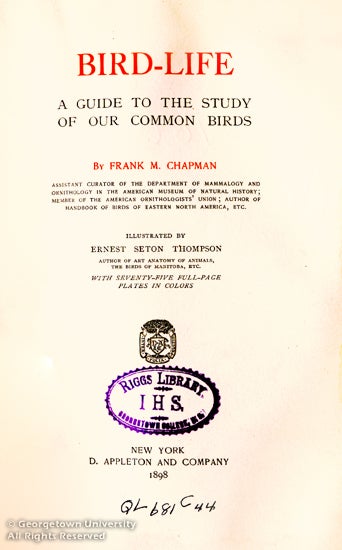 BIRD-LIFE
A GUIDE TO THE STUDY
OF OUR COMMON BIRDS
BY FRANK M. CHAPMAN
ASSISTANT CURATOR OF THE DEPARTMENT OF MAMMALOGY AND
ORNITHOLOGY IN THE AMERICAN MUSEUM OF NATURAL HISTORY;
MEMBER OF THE AMERICAN ORNITHOLOGISTS' UNION; AUTHOR OF
HANDBOOK OF BIRDS OF EASTERN NORTH AMERICA, ETC.
ILLUSTRATED BY
ERNEST SETON THOMPSON
AUTHOR OF ART ANATOMY OF ANIMALS,
THE BIRDS OF MANITOBA, ETC.
WITH SEVENTY-FIVE FULL-PAGE
PLATES IN COLORS
RIGGS LIBRARY.
I H S.
GEORGETOWN COLLEGE,
NEW YORK
D. APPLETON AND COMPANY
1898
QL681C44
© Georgetown University
All Rights Reserved